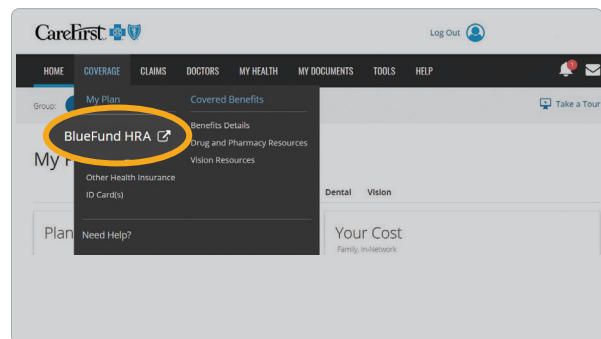 CareFirst
Log Out
HOME COVERAGE CLAIMS DOCTORS MY HEALTH MY DOCUMENTS TOOLS HELP
1
Group:
My Plan
Covered Benefits
Take a Tour
BlueFund HRA
Benefits Details
Drug and Pharmacy Resources
My
Vision Resources
Other Health Insurance
ID Card(s)
Dental Vision
Plan
Need Help?
Your Cost
Family, In-Network